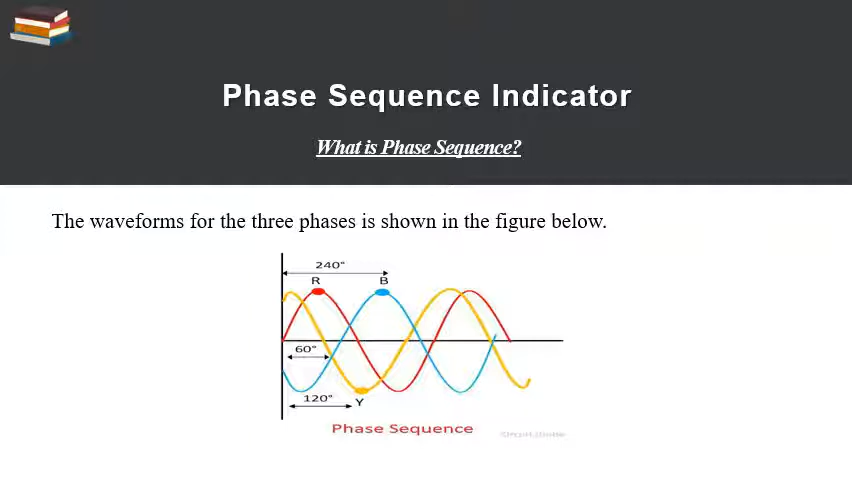 Phase Sequence Indicator
What is Phase Sequence?
The waveforms for the three phases is shown in the figure below.
240°
R B
60°
120° Y
Phase Sequence